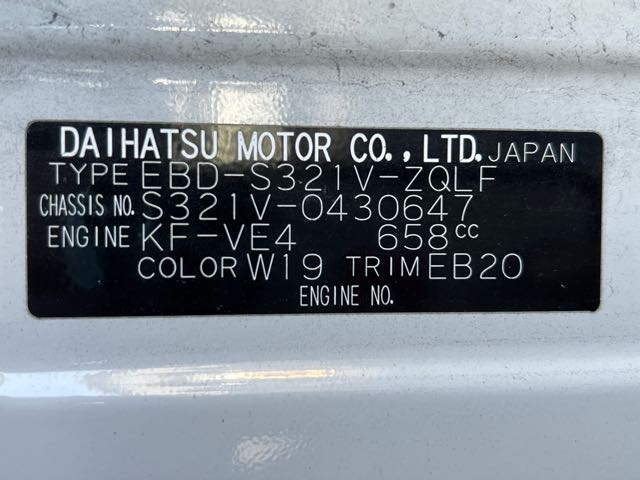 DAIHATSU MOTOR CO.,LTD. JAPAN
TYPE EBD-S321V-ZQLF
CHASSIS NO. S321V-0430647
ENGINE KF-VE4 658cc
COLOR W19 TRIM EB20
ENGINE NO.